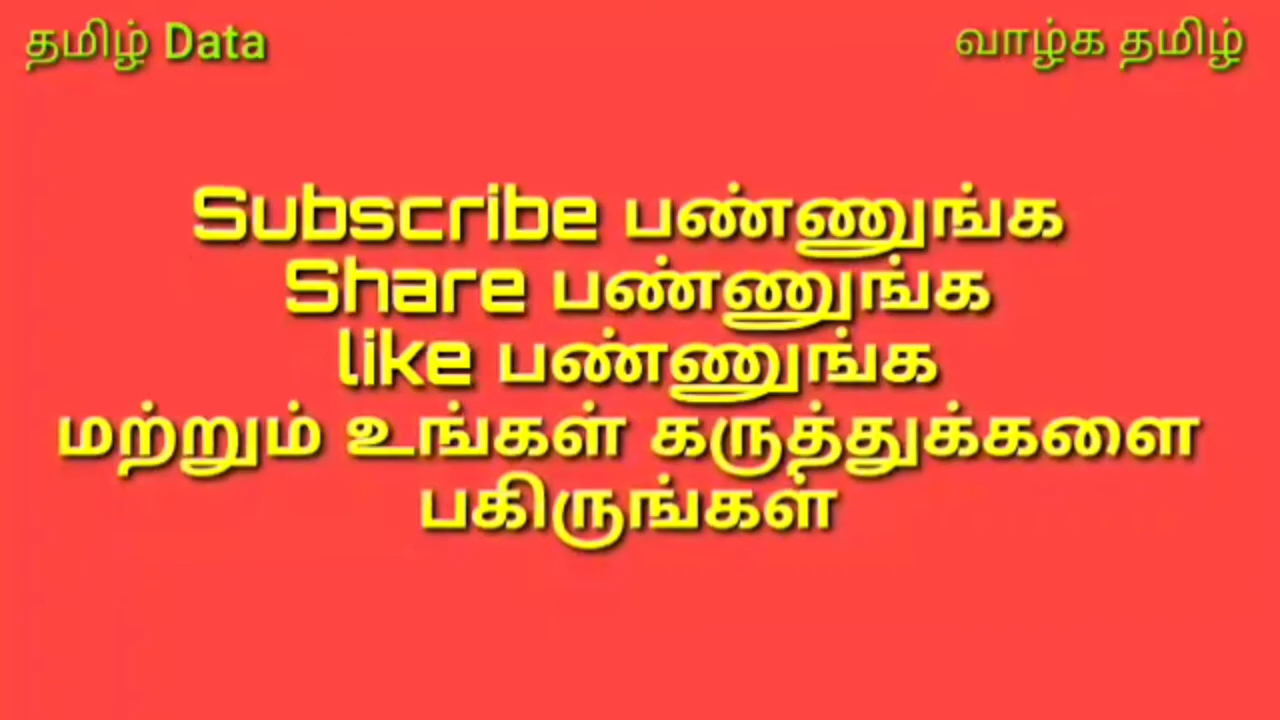 தமிழ் Data
வாழ்க தமிழ்
Subscribe பண்ணுங்க
Share பண்ணுங்க
like பண்ணுங்க
மற்றும் உங்கள் கருத்துக்களை
பகிருங்கள்